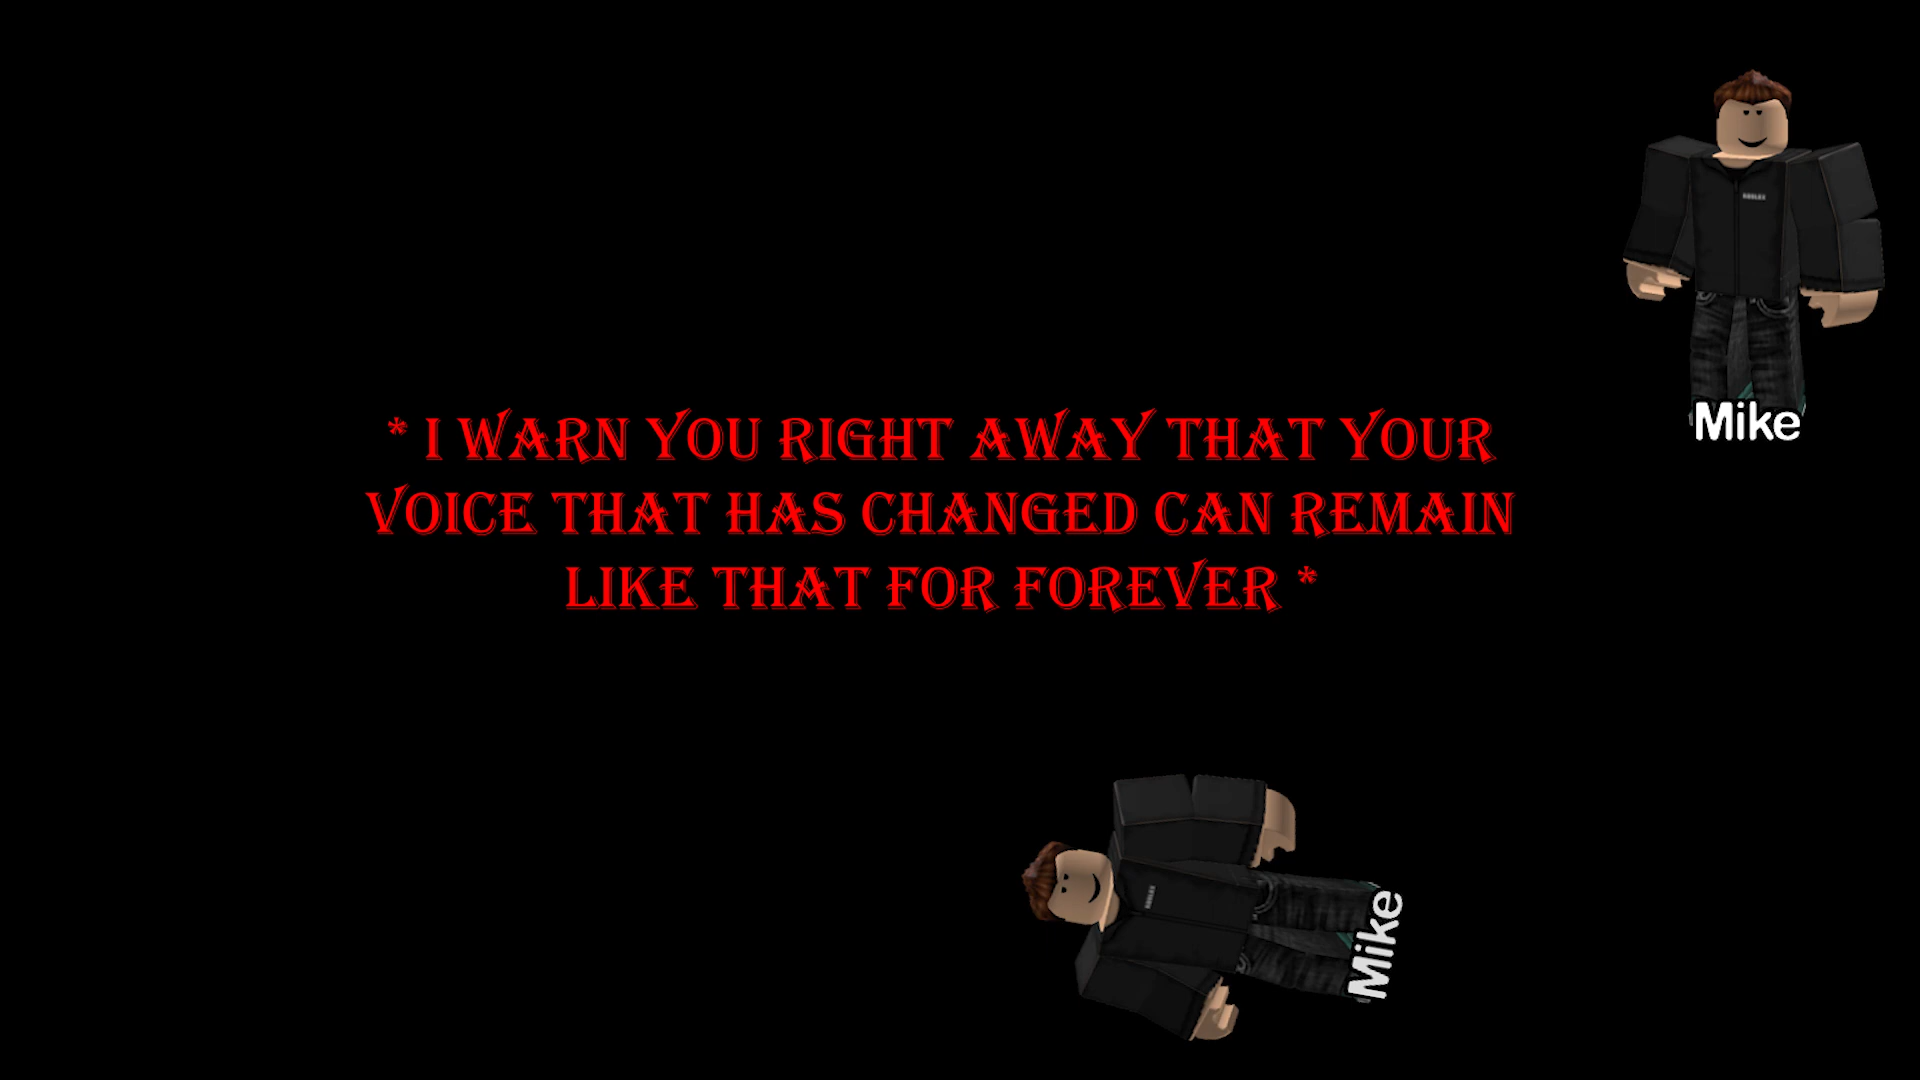 * I WARN YOU RIGHT AWAY THAT YOUR
VOICE THAT HAS CHANGED CAN REMAIN
LIKE THAT FOR FOREVER *
Mike
Mike